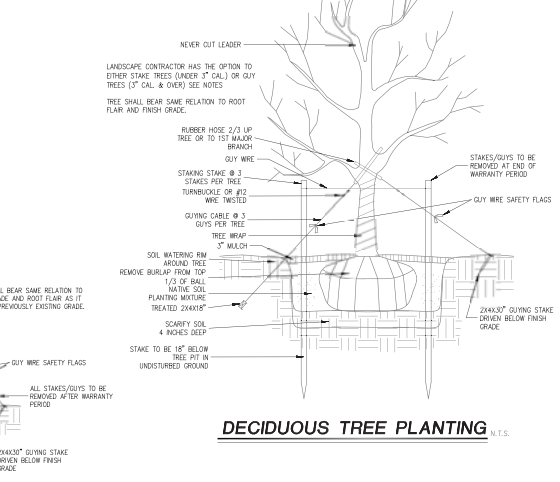 NEVER CUT LEADER
LANDSCAPE CONTRACTOR HAS THE OPTION TO
EITHER STAKE TREES (UNDER 3" CAL.) OR GUY
TREES (3" CAL. & OVER) SEE NOTES
TREE SHALL BEAR SAME RELATION TO ROOT
FLAIR AND FINISH GRADE.
RUBBER HOSE 2/3 UP
TREE OR TO 1ST MAJOR
BRANCH
GUY WIRE
STAKING STAKE @ 3
STAKES PER TREE
TURNBUCKLE OR #12
WIRE TWISTED
GUYING CABLE @ 3
GUYS PER TREE
TREE WRAP
3" MULCH
SOIL WATERING RIM
AROUND TREE
REMOVE BURLAP FROM TOP
1/3 OF BALL
NATIVE SOIL
PLANTING MIXTURE
TREATED 2X4X18"
SCARIFY SOIL
4 INCHES DEEP
STAKE TO BE 18" BELOW
TREE PIT IN
UNDISTURBED GROUND
STAKES/GUYS TO BE
REMOVED AT END OF
WARRANTY PERIOD
GUY WIRE SAFETY FLAGS
2X4X30" GUYING STAKE
DRIVEN BELOW FINISH
GRADE
DECIDUOUS TREE PLANTING N.T.S.
L BEAR SAME RELATION TO
ADE AND ROOT FLAIR AS IT
PREVIOUSLY EXISTING GRADE.
GUY WIRE SAFETY FLAGS
ALL STAKES/GUYS TO BE
REMOVED AFTER WARRANTY
PERIOD
2X4X30" GUYING STAKE
DRIVEN BELOW FINISH
GRADE